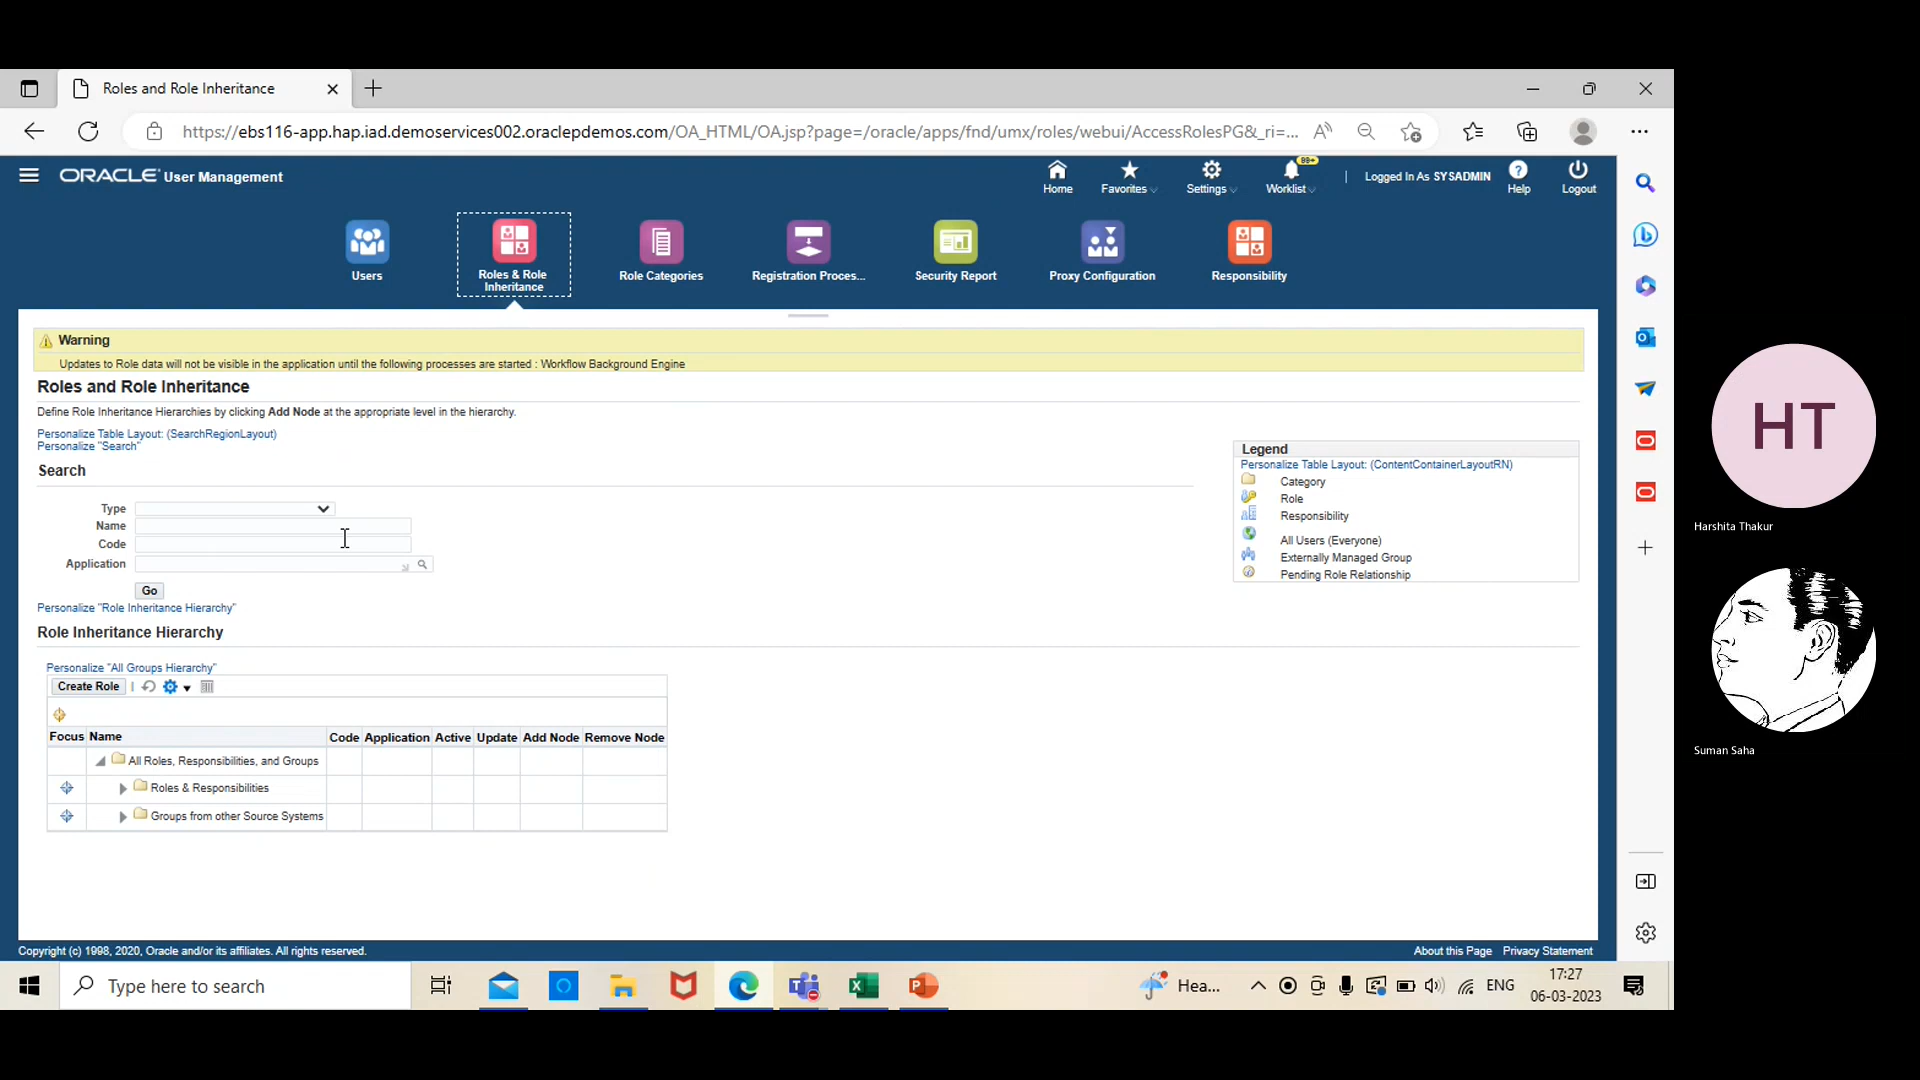 Roles and Role Inheritance
https://ebs116-app.hap.iad.demoservices002.oraclepdemos.com/OA_HTML/OA.jsp?page=/oracle/apps/fnd/umx/roles/webui/AccessRolesPG&_ri=...
ORACLE User Management
Home
Favorites
Settings
99+
Worklist
Logged In As SYSADMIN
Help
Logout
Users
Roles & Role
Inheritance
Role Categories
Registration Proces...
Security Report
Proxy Configuration
Responsibility
Warning
Updates to Role data will not be visible in the application until the following processes are started : Workflow Background Engine
Roles and Role Inheritance
Define Role Inheritance Hierarchies by clicking Add Node at the appropriate level in the hierarchy.
Personalize Table Layout: (SearchRegionLayout)
Personalize "Search"
Search
Type
Name
Code
Application
Go
Legend
Personalize Table Layout: (ContentContainerLayoutRN)
Category
Role
Responsibility
All Users (Everyone)
Externally Managed Group
Pending Role Relationship
Personalize "Role Inheritance Hierarchy"
Role Inheritance Hierarchy
Personalize "All Groups Hierarchy"
Create Role
Focus Name Code Application Active Update Add Node Remove Node
All Roles, Responsibilities, and Groups
Roles & Responsibilities
Groups from other Source Systems
Copyright (c) 1998, 2020, Oracle and/or its affiliates. All rights reserved.
About this Page Privacy Statement
Type here to search
Hea...
ENG
17:27
06-03-2023
HT
Harshita Thakur
Suman Saha